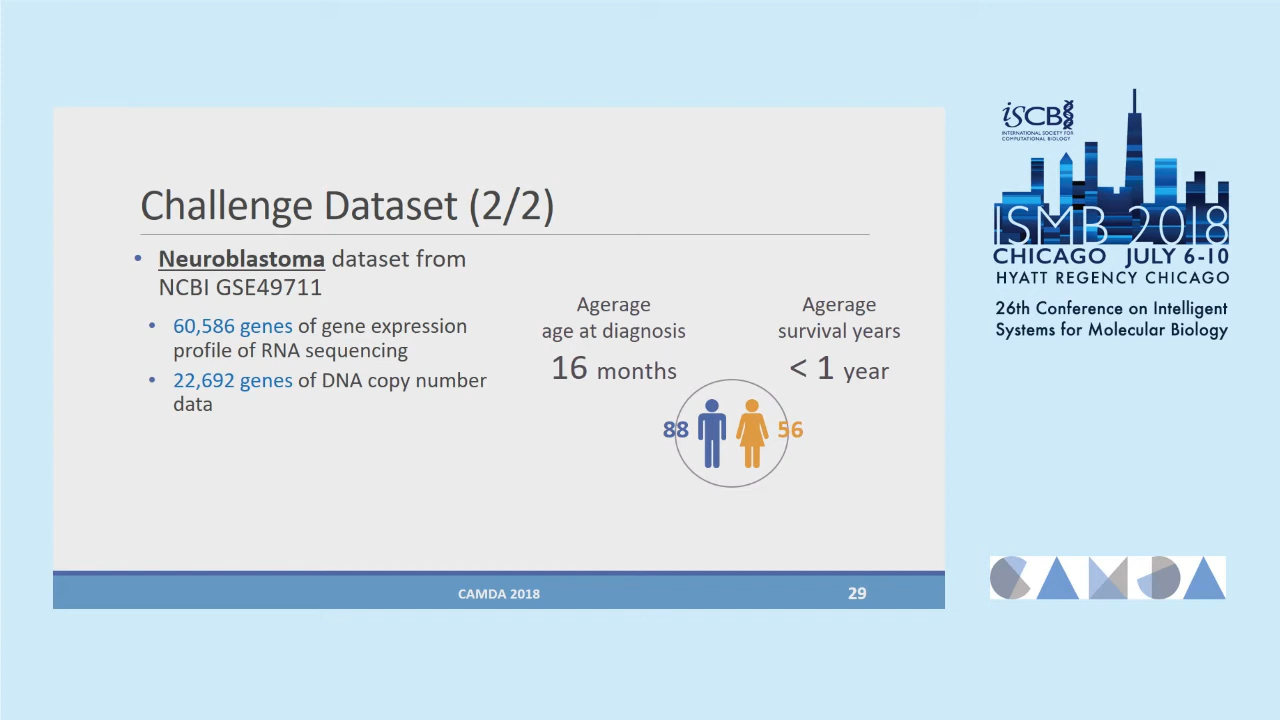 Challenge Dataset (2/2)
• Neuroblastoma dataset from
NCBI GSE49711
• 60,586 genes of gene expression
profile of RNA sequencing
• 22,692 genes of DNA copy number
data
Agerage
age at diagnosis
16 months
Agerage
survival years
< 1 year
88
56
CAMDA 2018
29
iSCB
INTERNATIONAL SOCIETY FOR
COMPUTATIONAL BIOLOGY
ISMB 2018
CHICAGO JULY 6-10
HYATT REGENCY CHICAGO
26th Conference on Intelligent
Systems for Molecular Biology
CAMDA